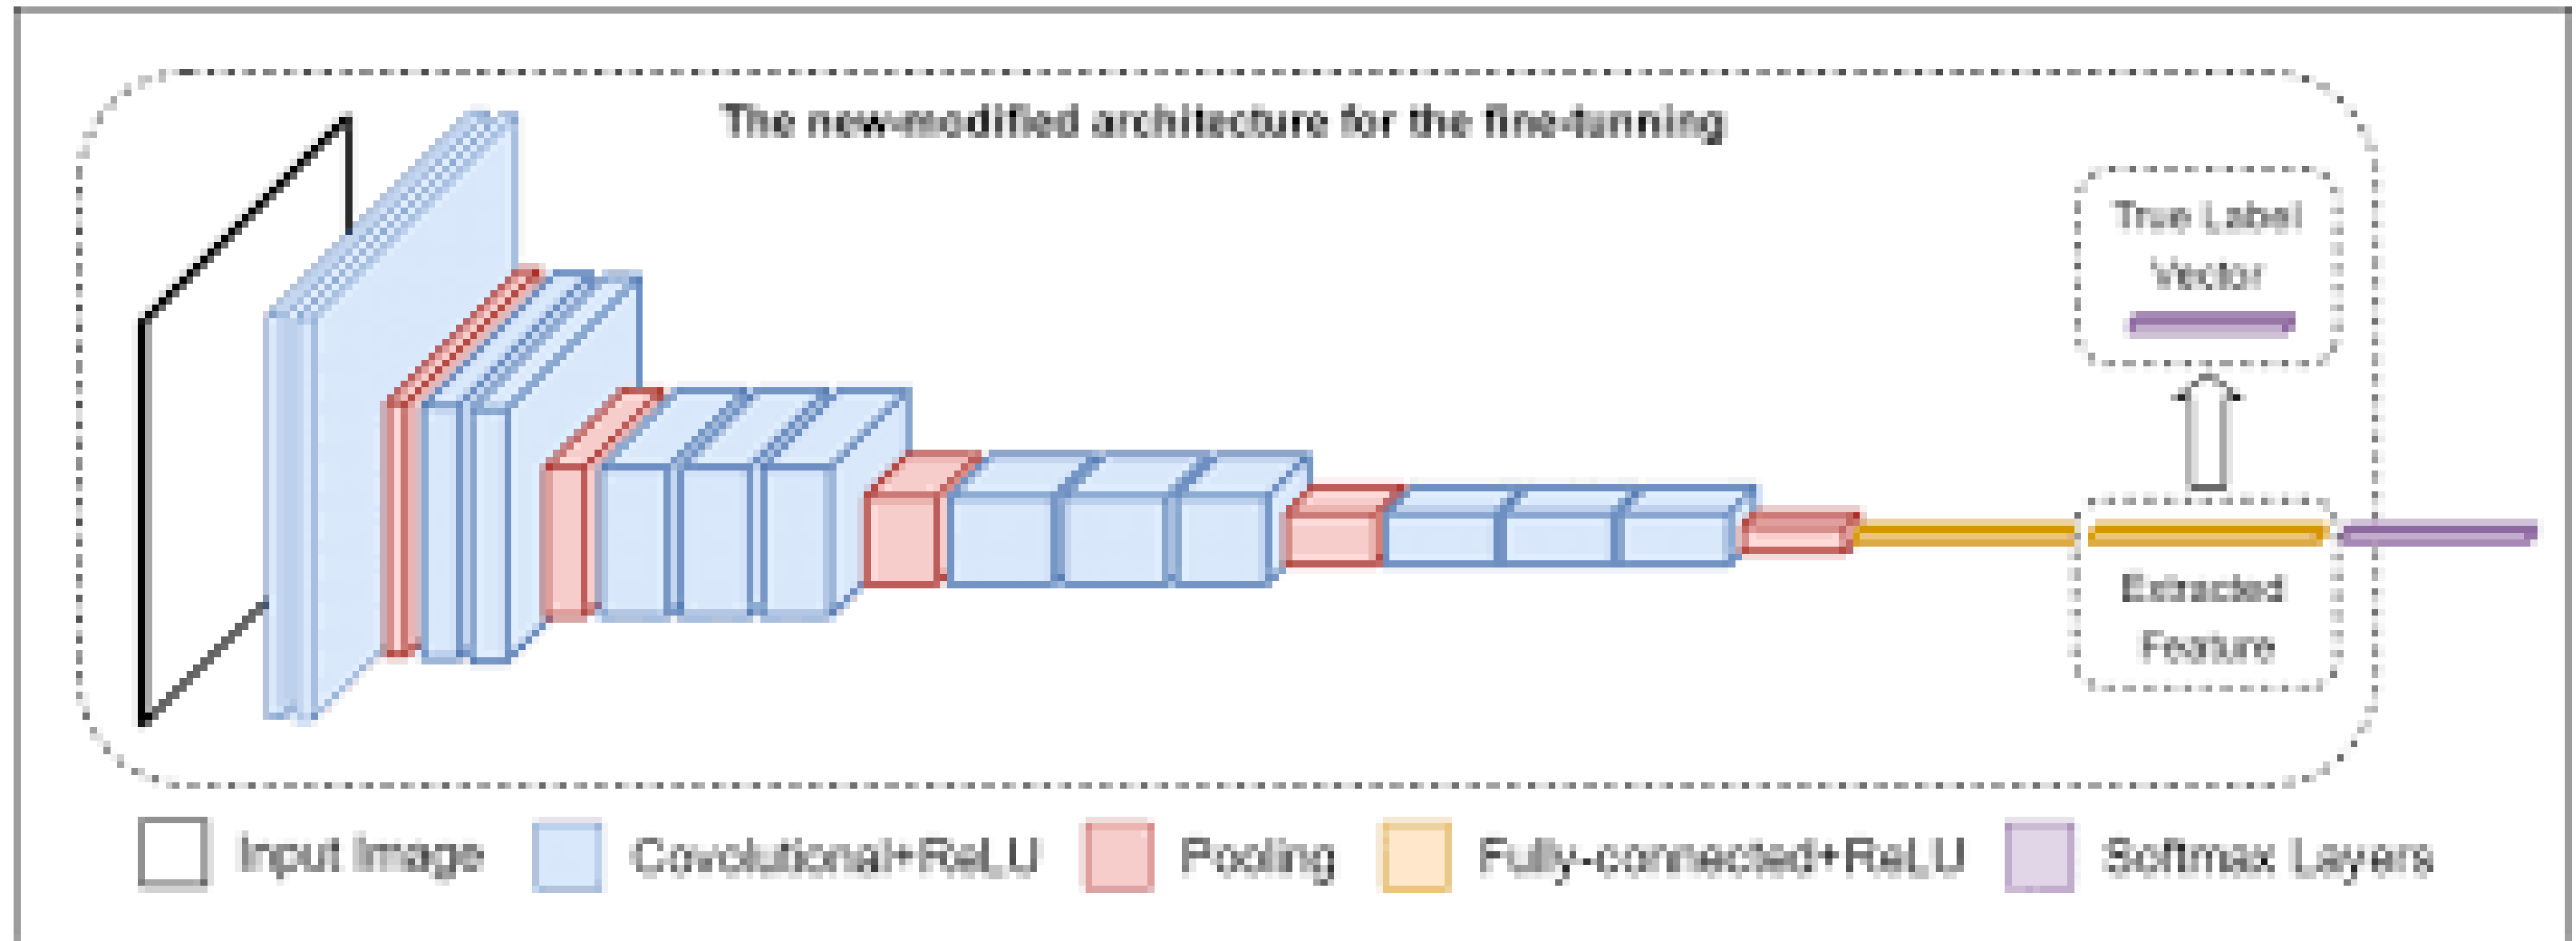 The new-modified architecture for the fine-tunning
True Label
Vector
Extracted
Feature
Input Image
Covolutional+ReLU
Pooling
Fully-connected+ReLU
Softmax Layers